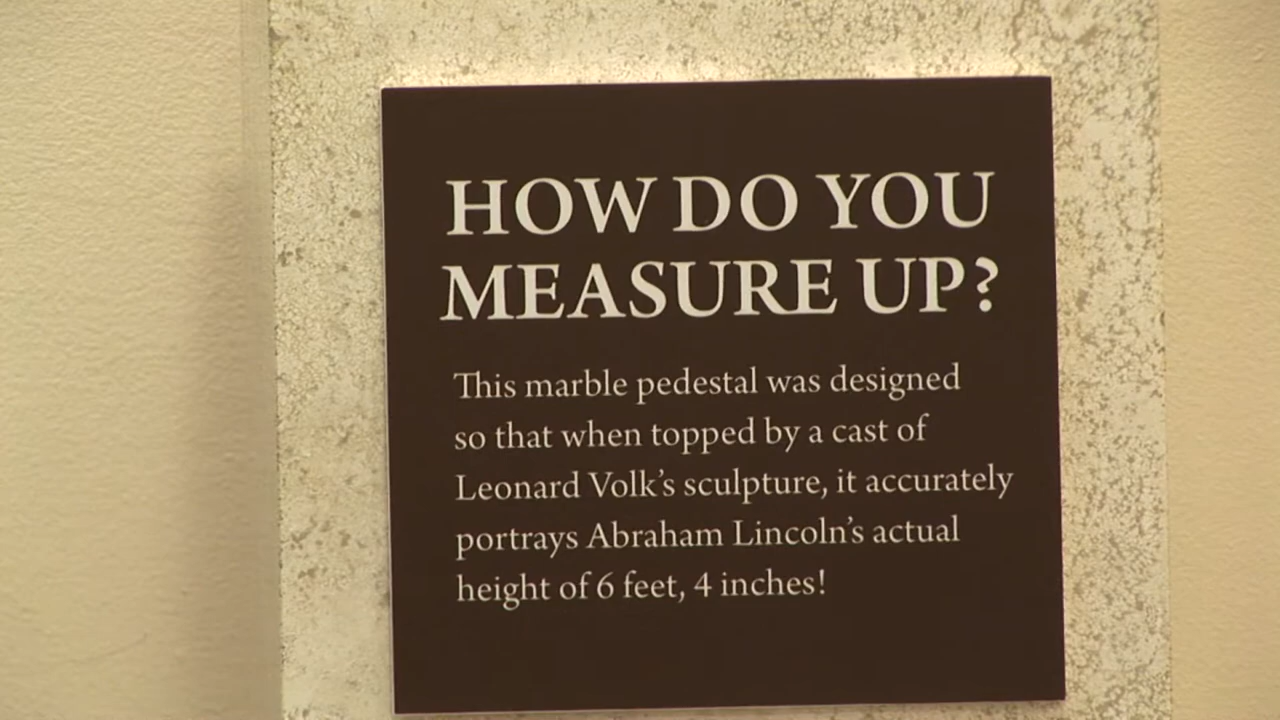 HOW DO YOU
MEASURE UP?
This marble pedestal was designed
so that when topped by a cast of
Leonard Volk’s sculpture, it accurately
portrays Abraham Lincoln’s actual
height of 6 feet, 4 inches!